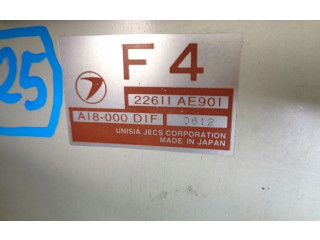 25
F 4
22611 AE901
A18-000 D1F 0612
UNISIA JECS CORPORATION
MADE IN JAPAN